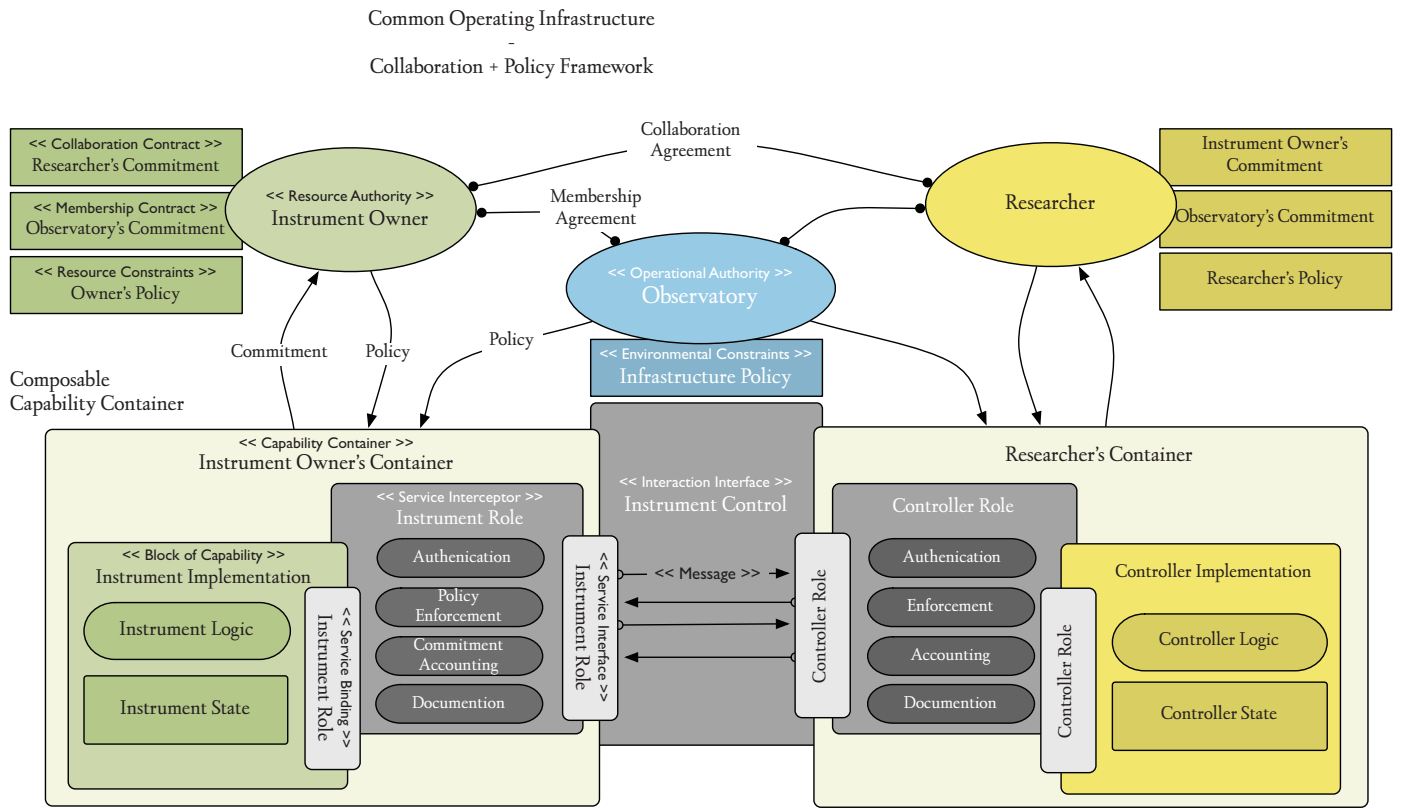 Common Operating Infrastructure
-
Collaboration + Policy Framework
<< Collaboration Contract >>
Researcher's Commitment
<< Membership Contract >>
Observatory's Commitment
<< Resource Constraints >>
Owner's Policy
<< Resource Authority >>
Instrument Owner
Collaboration
Agreement
Membership
Agreement
<< Operational Authority >>
Observatory
Researcher
Instrument Owner's
Commitment
Observatory's Commitment
Researcher's Policy
Commitment
Policy
Policy
<< Environmental Constraints >>
Infrastructure Policy
Composable
Capability Container
<< Capability Container >>
Instrument Owner's Container
<< Service Interceptor >>
Instrument Role
Authenication
Policy
Enforcement
Commitment
Accounting
Documention
<< Block of Capability >>
Instrument Implementation
Instrument Logic
Instrument State
<< Service Binding >>
Instrument Role
<< Service Interface >>
Instrument Role
<< Interaction Interface >>
Instrument Control
<< Message >>
Researcher's Container
Controller Role
Controller Role
Authenication
Enforcement
Accounting
Documention
Controller Role
Controller Implementation
Controller Logic
Controller State